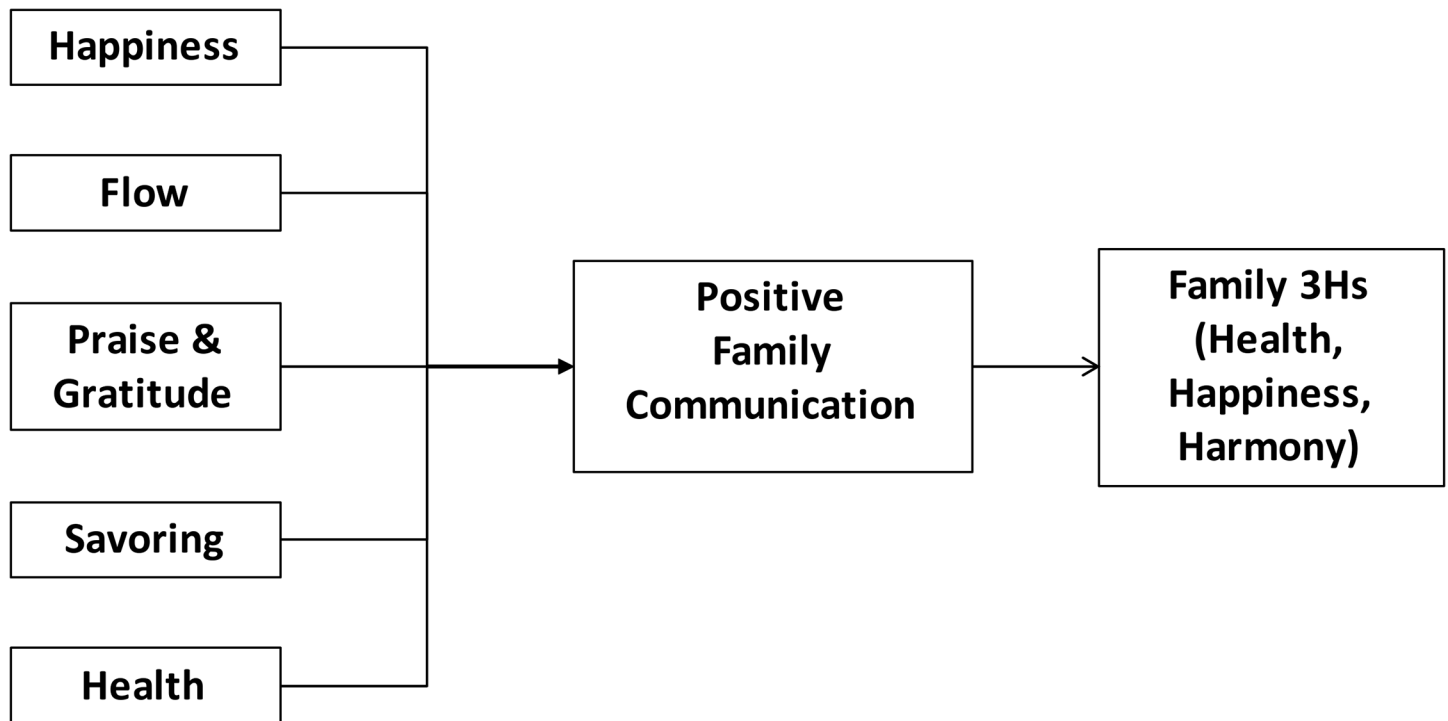 Happiness
Flow
Praise &
Gratitude
Savoring
Health
Positive
Family
Communication
Family 3Hs
(Health,
Happiness,
Harmony)